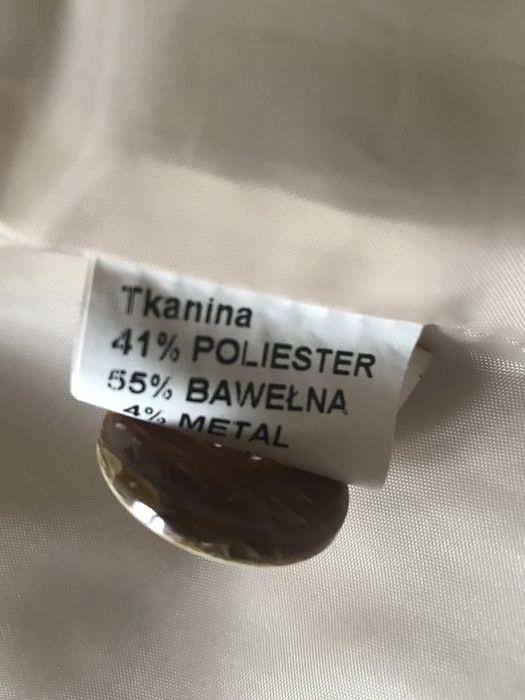 Tkanina
41% POLIESTER
55% BAWEŁNA
4% METAL